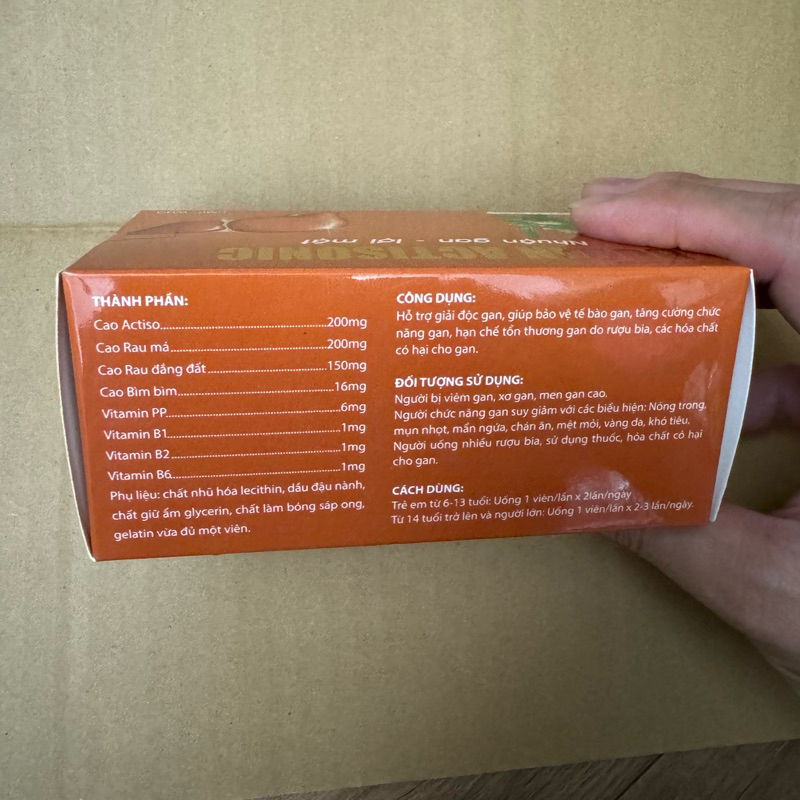 ACTISONIC
Nhuận gan - lợi mật
THÀNH PHẦN:
Cao Actiso..........................................200mg
Cao Rau má.......................................200mg
Cao Rau đắng đất..............................150mg
Cao Bìm bìm.......................................16mg
Vitamin PP............................................6mg
Vitamin B1............................................1mg
Vitamin B2............................................1mg
Vitamin B6............................................1mg
Phụ liệu: chất nhũ hóa lecithin, dầu đậu nành,
chất giữ ẩm glycerin, chất làm bóng sáp ong,
gelatin vừa đủ một viên.
CÔNG DỤNG:
Hỗ trợ giải độc gan, giúp bảo vệ tế bào gan, tăng cường chức
năng gan, hạn chế tổn thương gan do rượu bia, các hóa chất
có hại cho gan.
ĐỐI TƯỢNG SỬ DỤNG:
Người bị viêm gan, xơ gan, men gan cao.
Người chức năng gan suy giảm với các biểu hiện: Nóng trong,
mụn nhọt, mẩn ngứa, chán ăn, mệt mỏi, vàng da, khó tiêu.
Người uống nhiều rượu bia, sử dụng thuốc, hóa chất có hại
cho gan.
CÁCH DÙNG:
Trẻ em từ 6-13 tuổi: Uống 1 viên/lần x 2lần/ngày
Từ 14 tuổi trở lên và người lớn: Uống 1 viên/lần x 2-3 lần/ngày.